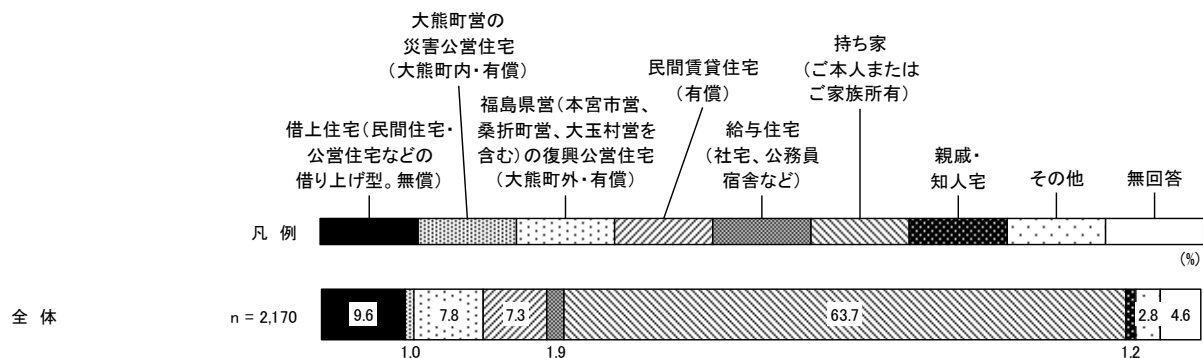 大熊町営の
災害公営住宅
(大熊町内・有償)
持ち家
(ご本人または
ご家族所有)
民間賃貸住宅
(有償)
福島県営(本宮市営、
桑折町営、大玉村営を
含む)の復興公営住宅
(大熊町外・有償)
借上住宅(民間住宅・
公営住宅などの
借り上げ型。無償)
給与住宅
(社宅、公務員
宿舎など)
親戚・
知人宅
その他
無回答
凡 例
(%)
全 体
n = 2,170
9.6
7.8
7.3
63.7
2.8
4.6
1.0
1.9
1.2